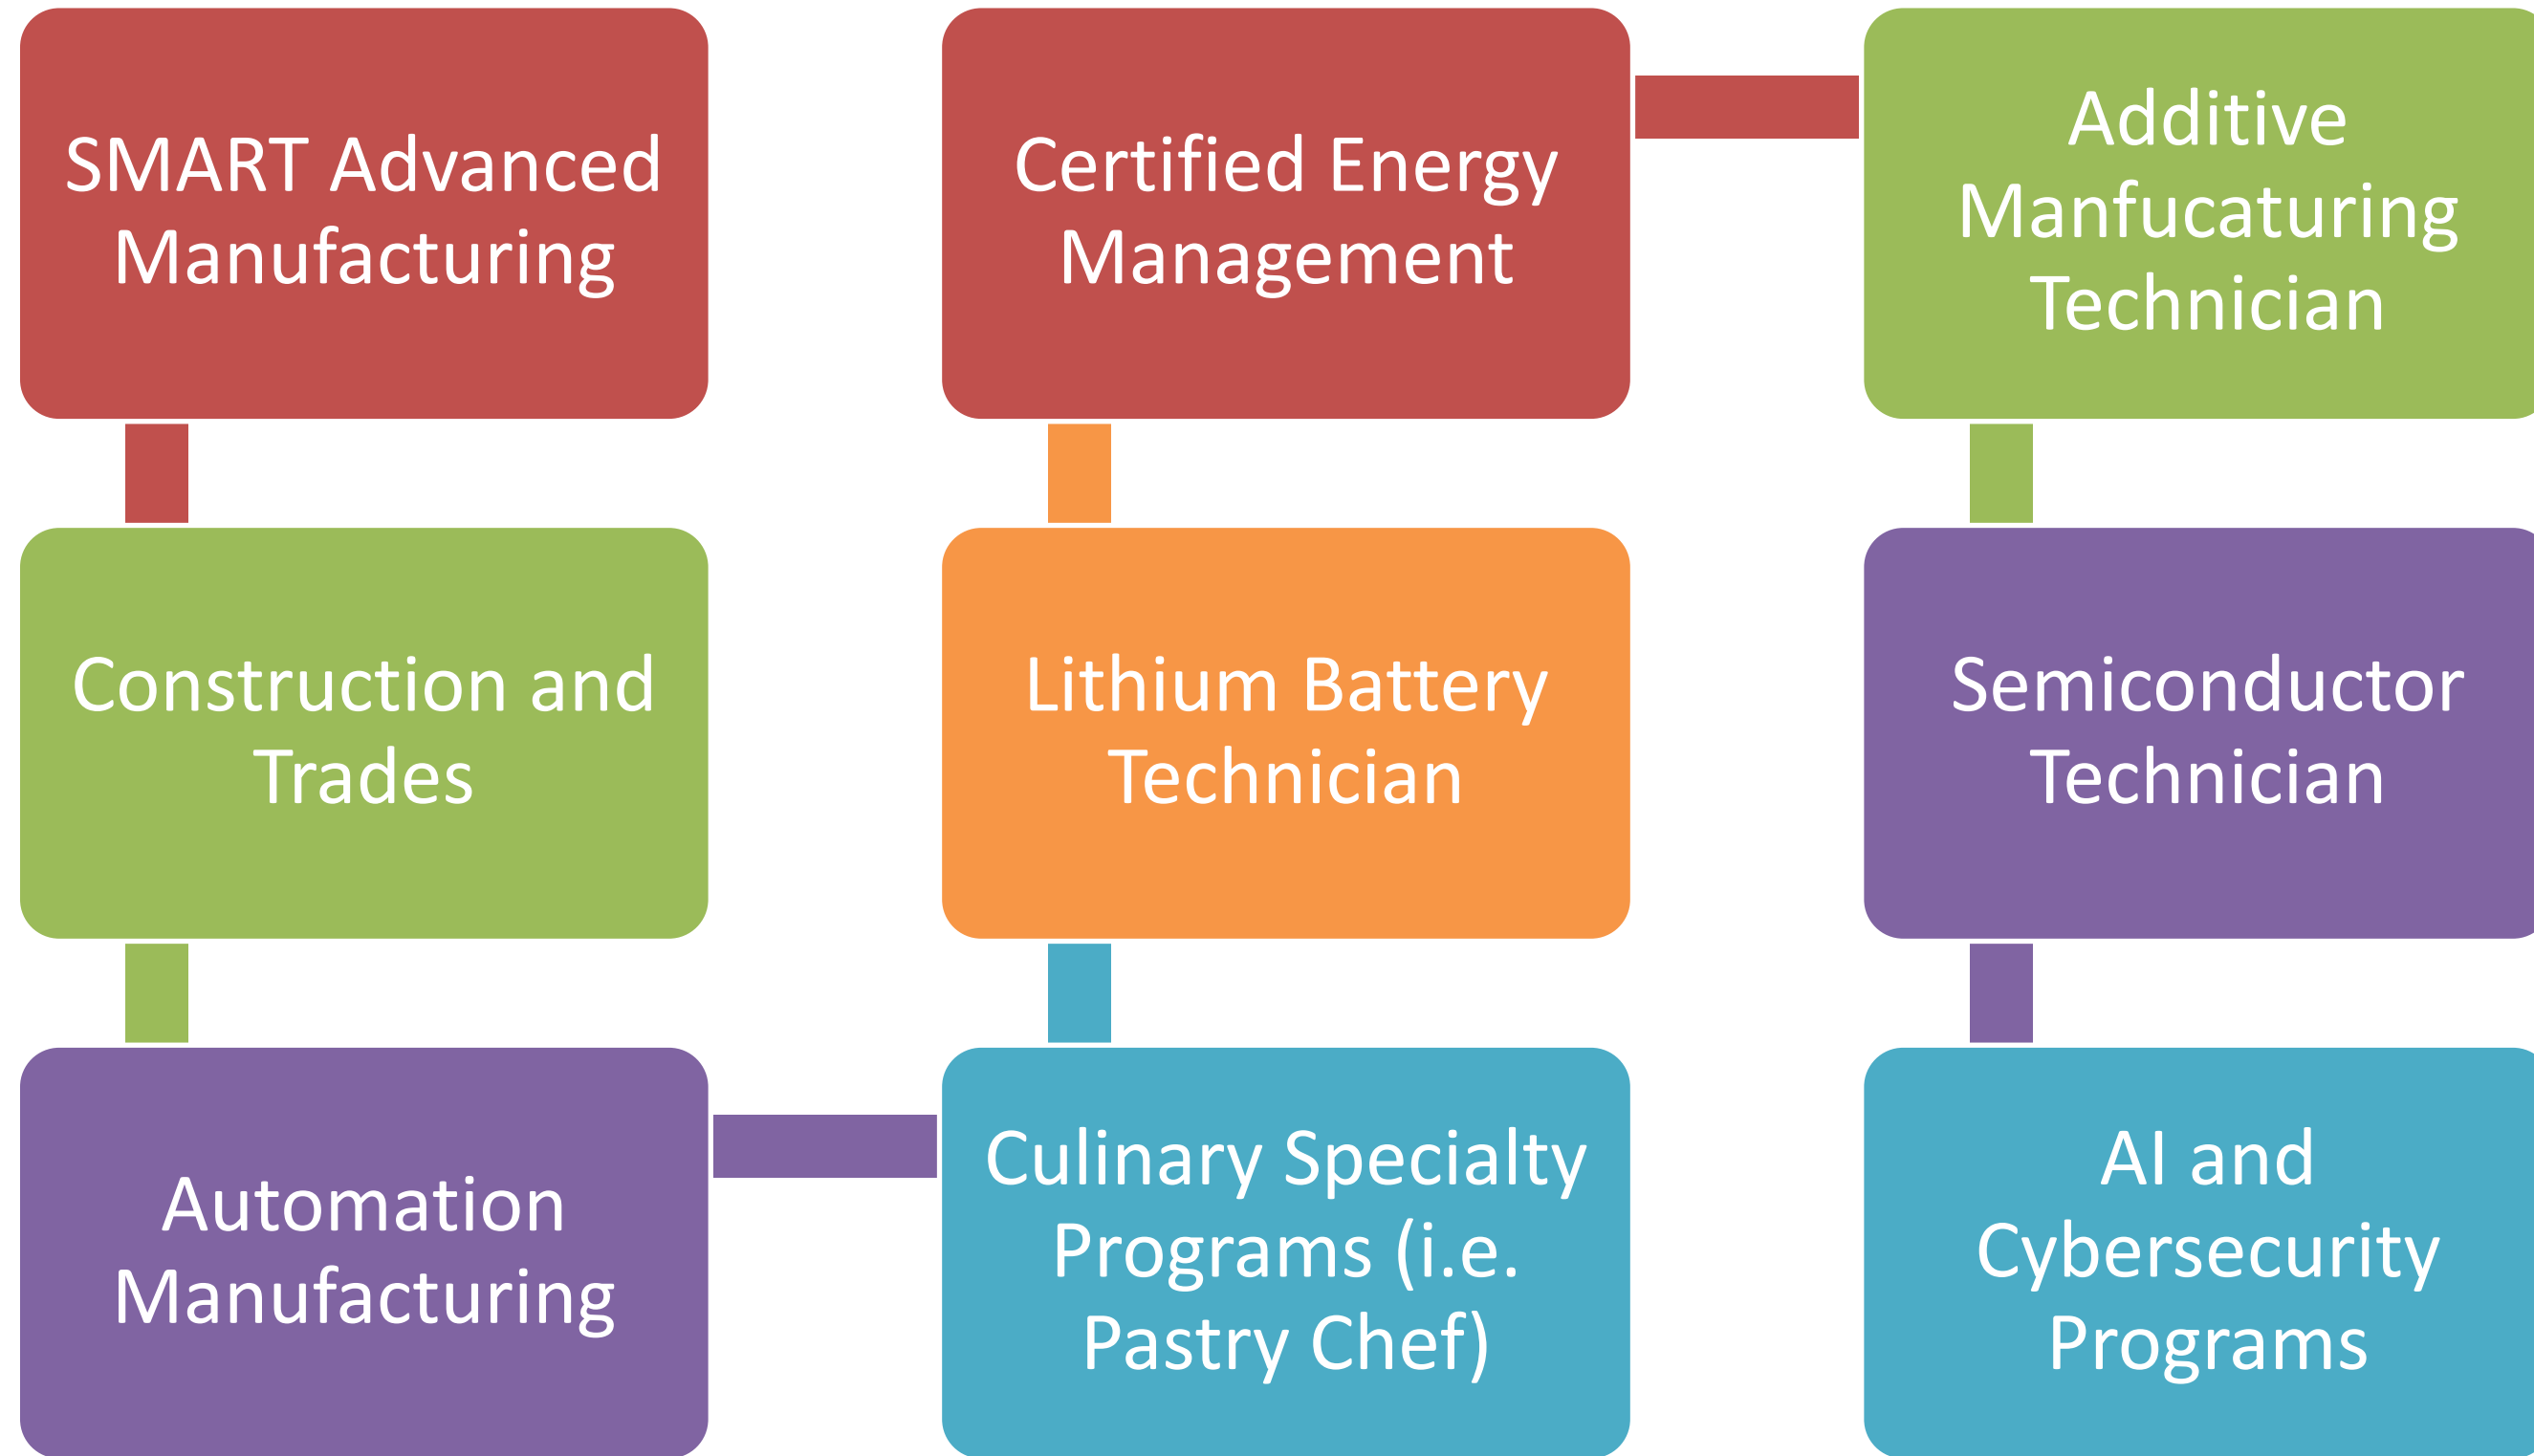 SMART Advanced
Manufacturing
Construction and
Trades
Automation
Manufacturing
Culinary Specialty
Programs (i.e.
Pastry Chef)
Lithium Battery
Technician
Certified Energy
Management
Additive
Manfucaturing
Technician
Semiconductor
Technician
AI and
Cybersecurity
Programs